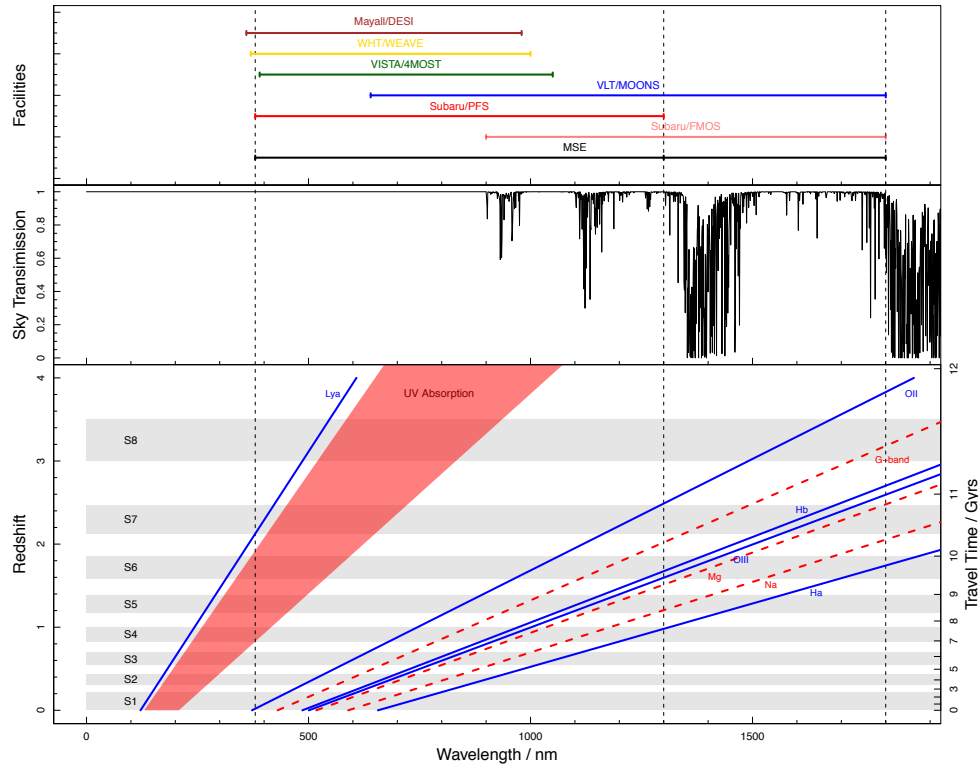 Mayall/DESI
WHT/WEAVE
VISTA/4MOST
VLT/MOONS
Subaru/PFS
Subaru/FMOS
MSE
Facilities
1
0.8
0.6
0.4
0.2
0
Sky Transimission
4
3
2
1
0
Redshift
12
11
10
9
8
7
5
3
0
Travel Time / Gyrs
Lya
UV Absorption
OII
S8
G-band
S7
Hb
S6
OIII
Mg
Na
Ha
S5
S4
S3
S2
S1
0
500
1000
1500
Wavelength / nm